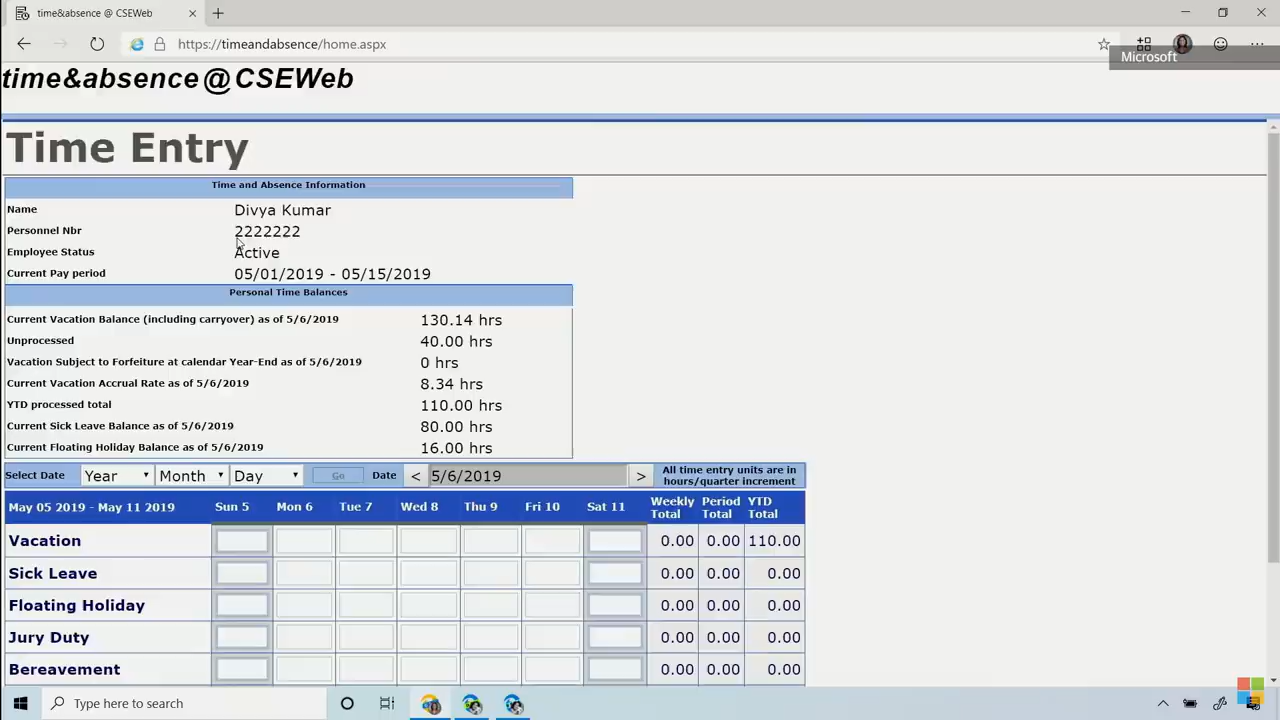 time&absence @ CSEWeb
https://timeandabsence/home.aspx
Microsoft
time&absence @ CSEWeb
Time Entry
Time and Absence Information
Name Divya Kumar
Personnel Nbr 2222222
Employee Status Active
Current Pay period 05/01/2019 - 05/15/2019
Personal Time Balances
Current Vacation Balance (including carryover) as of 5/6/2019 130.14 hrs
Unprocessed 40.00 hrs
Vacation Subject to Forfeiture at calendar Year-End as of 5/6/2019 0 hrs
Current Vacation Accrual Rate as of 5/6/2019 8.34 hrs
YTD processed total 110.00 hrs
Current Sick Leave Balance as of 5/6/2019 80.00 hrs
Current Floating Holiday Balance as of 5/6/2019 16.00 hrs
Select Date Year Month Day Go Date < 5/6/2019 > All time entry units are in
hours/quarter increment
May 05 2019 - May 11 2019 Sun 5 Mon 6 Tue 7 Wed 8 Thu 9 Fri 10 Sat 11 Weekly Total Period Total YTD Total
Vacation 0.00 0.00 110.00
Sick Leave 0.00 0.00 0.00
Floating Holiday 0.00 0.00 0.00
Jury Duty 0.00 0.00 0.00
Bereavement 0.00 0.00 0.00
Type here to search